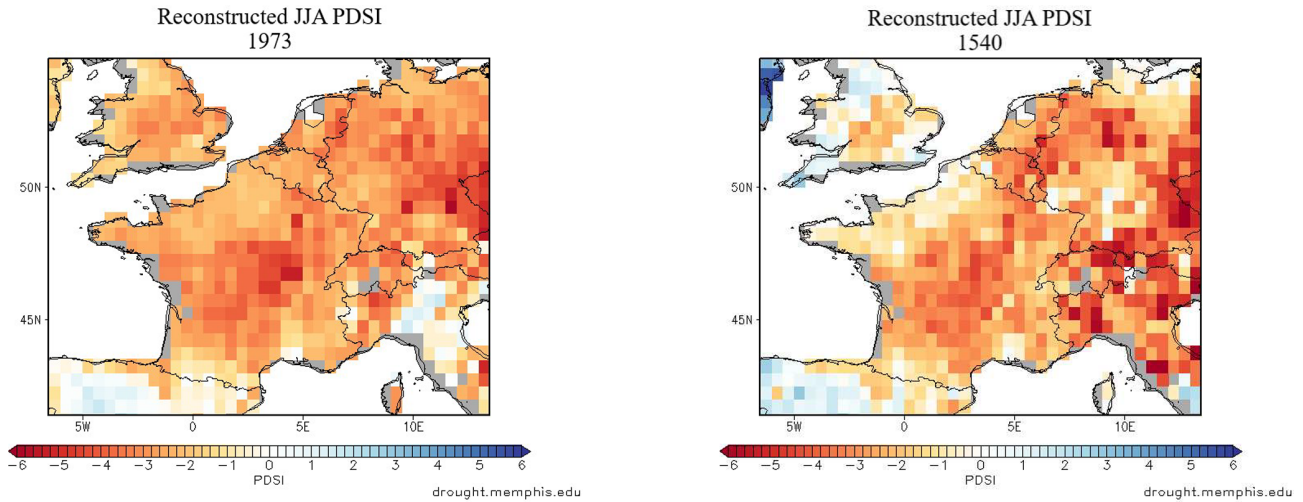 Reconstructed JJA PDSI
1973
50N
45N
5W
0
5E
10E
−6 −5 −4 −3 −2 −1 0 1 2 3 4 5 6
PDSI
drought.memphis.edu
Reconstructed JJA PDSI
1540
50N
45N
5W
0
5E
10E
−6 −5 −4 −3 −2 −1 0 1 2 3 4 5 6
PDSI
drought.memphis.edu